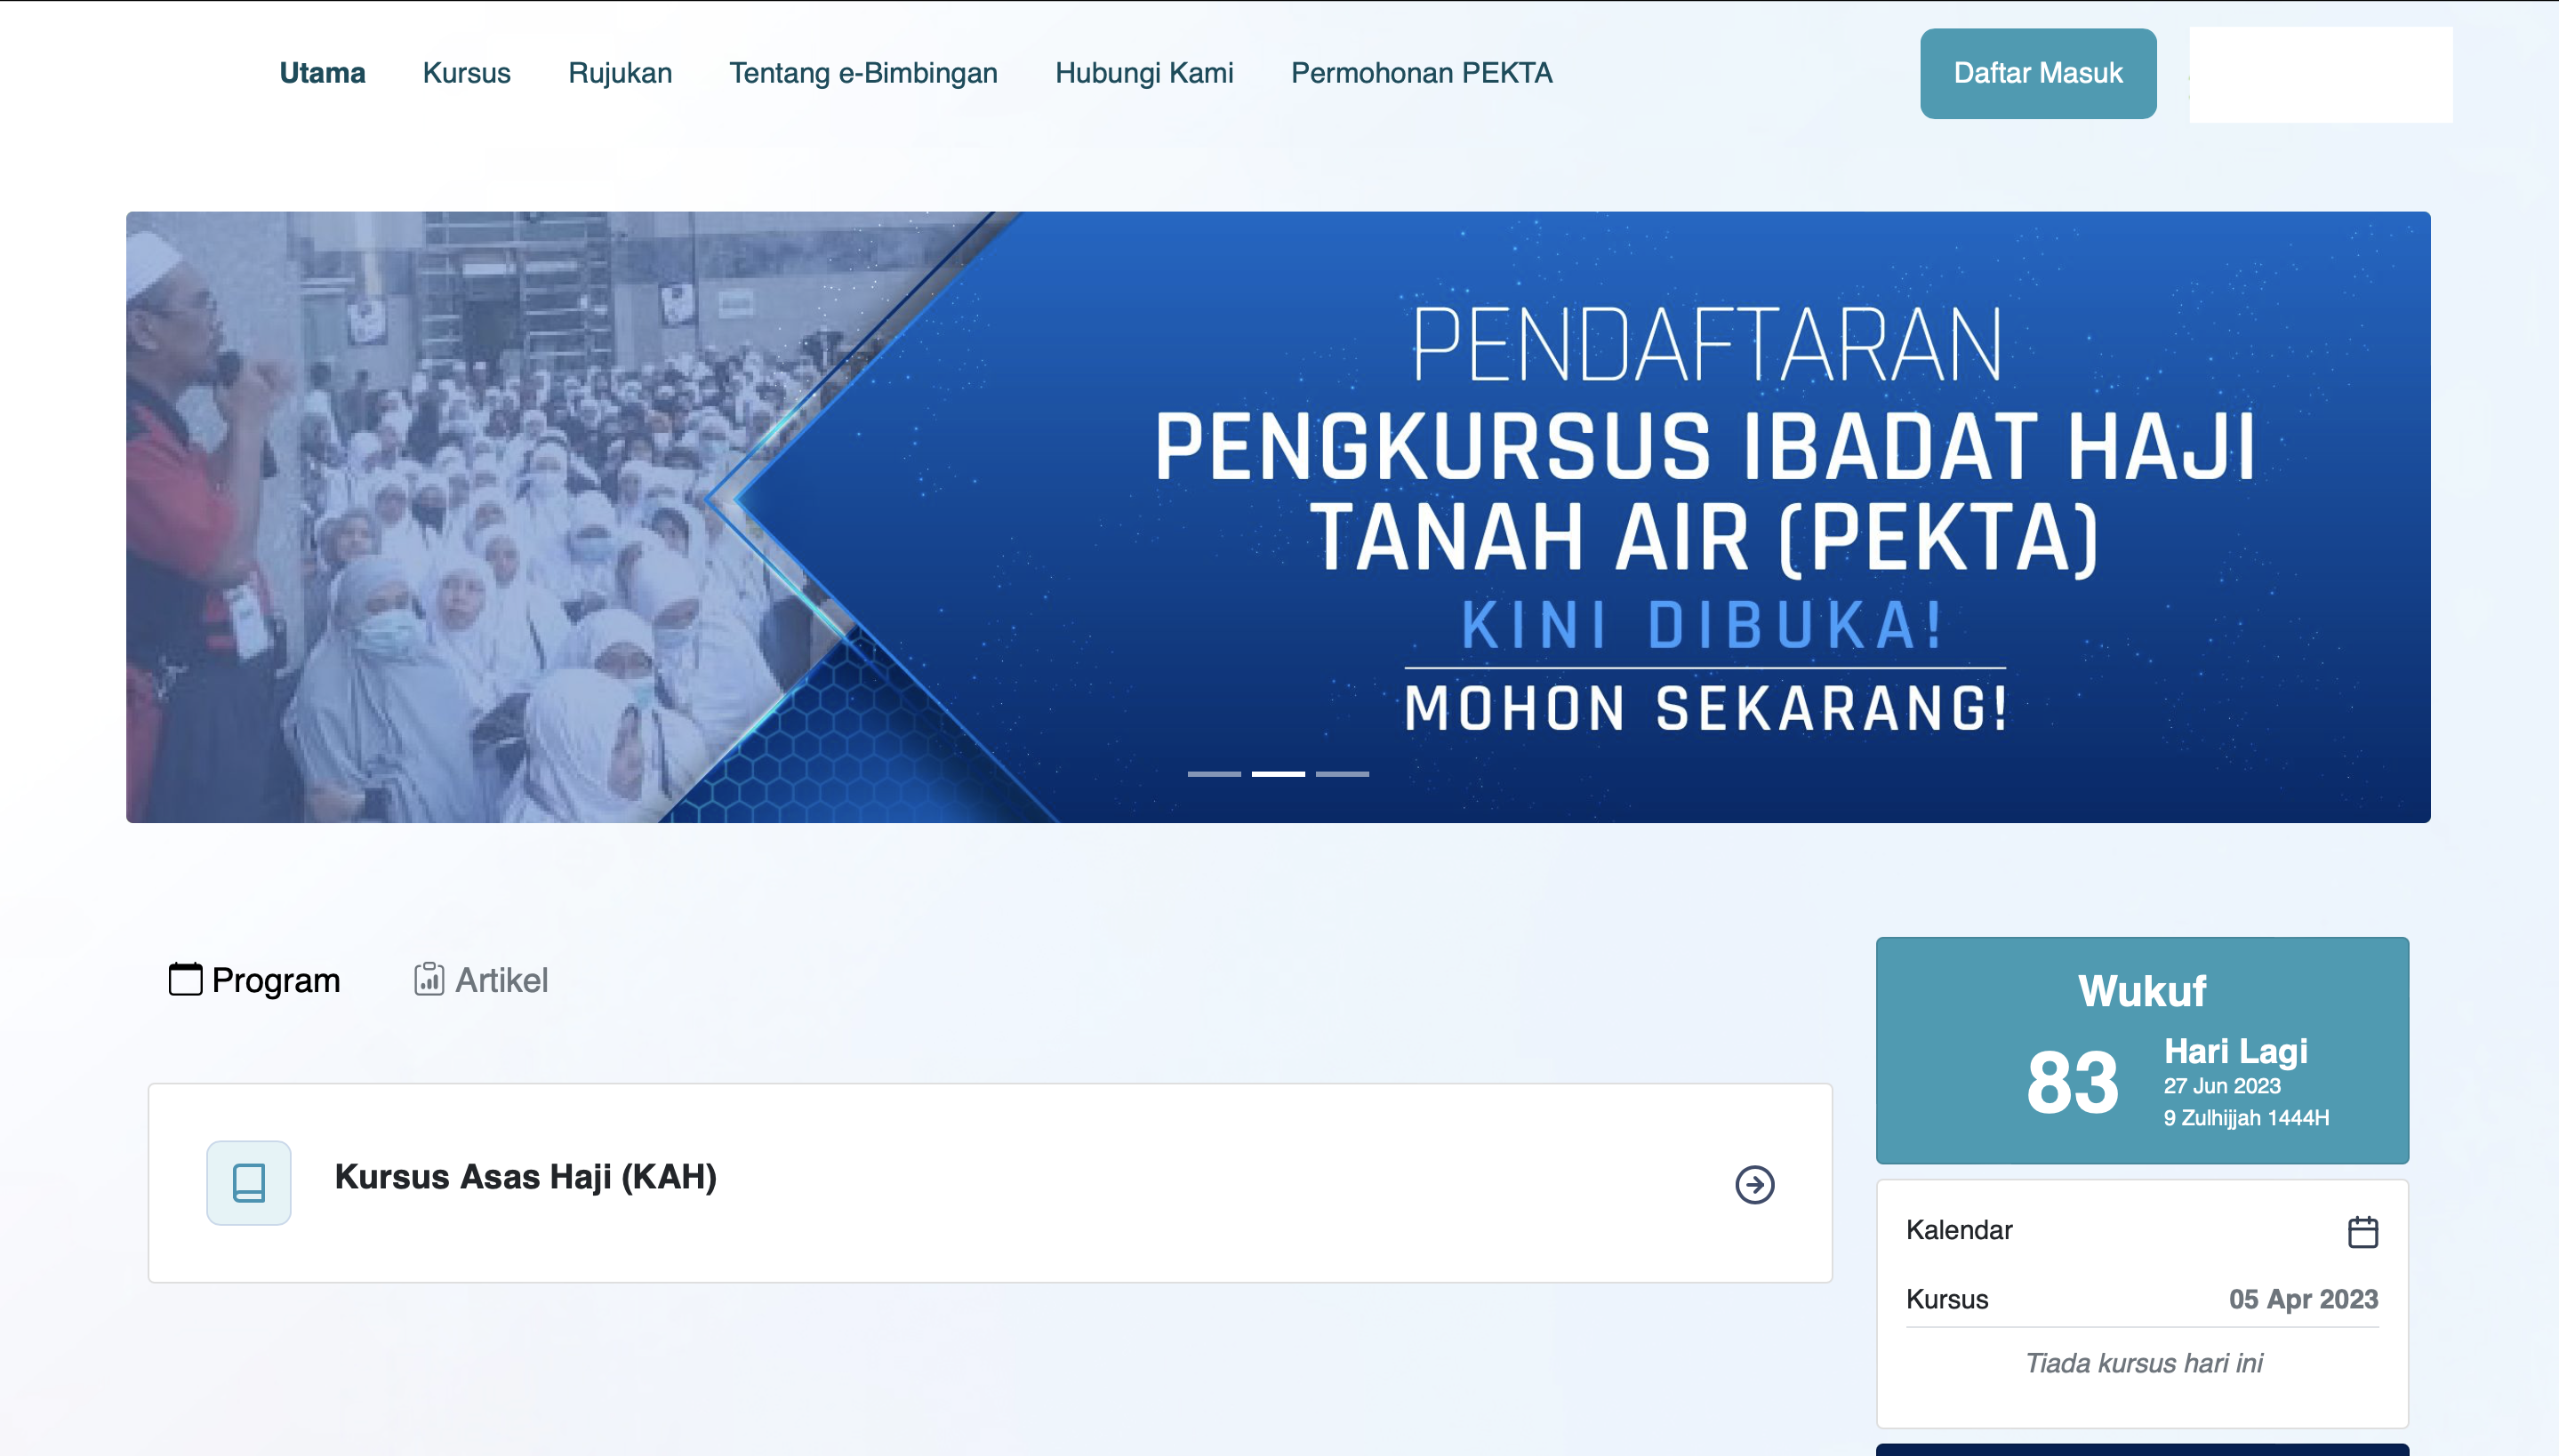 Utama
Kursus
Rujukan
Tentang e-Bimbingan
Hubungi Kami
Permohonan PEKTA
Daftar Masuk
PENDAFTARAN
PENGKURSUS IBADAT HAJI
TANAH AIR (PEKTA)
KINI DIBUKA!
MOHON SEKARANG!
Program
Artikel
Kursus Asas Haji (KAH)
Wukuf
83
Hari Lagi
27 Jun 2023
9 Zulhijjah 1444H
Kalendar
Kursus
05 Apr 2023
Tiada kursus hari ini